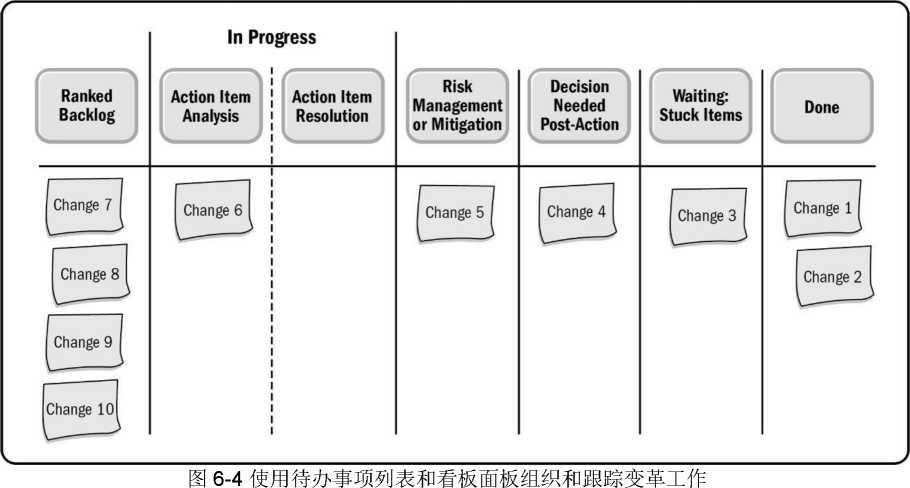 In Progress
Ranked
Backlog
Action Item
Analysis
Action Item
Resolution
Risk
Management
or Mitigation
Decision
Needed
Post-Action
Waiting:
Stuck Items
Done
Change 7
Change 8
Change 9
Change 10
Change 6
Change 5
Change 4
Change 3
Change 1
Change 2
图 6-4 使用待办事项列表和看板面板组织和跟踪变革工作